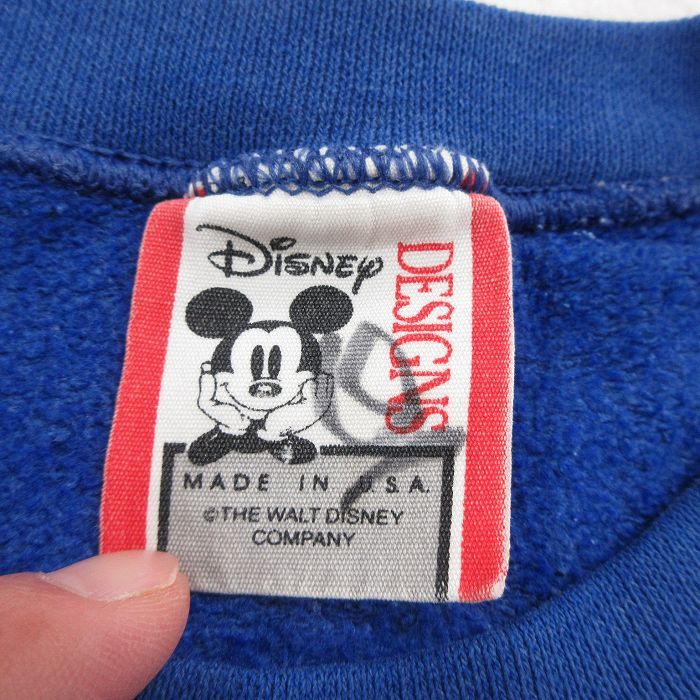 Disney
DESIGNS
MADE IN U.S.A.
©THE WALT DISNEY
COMPANY